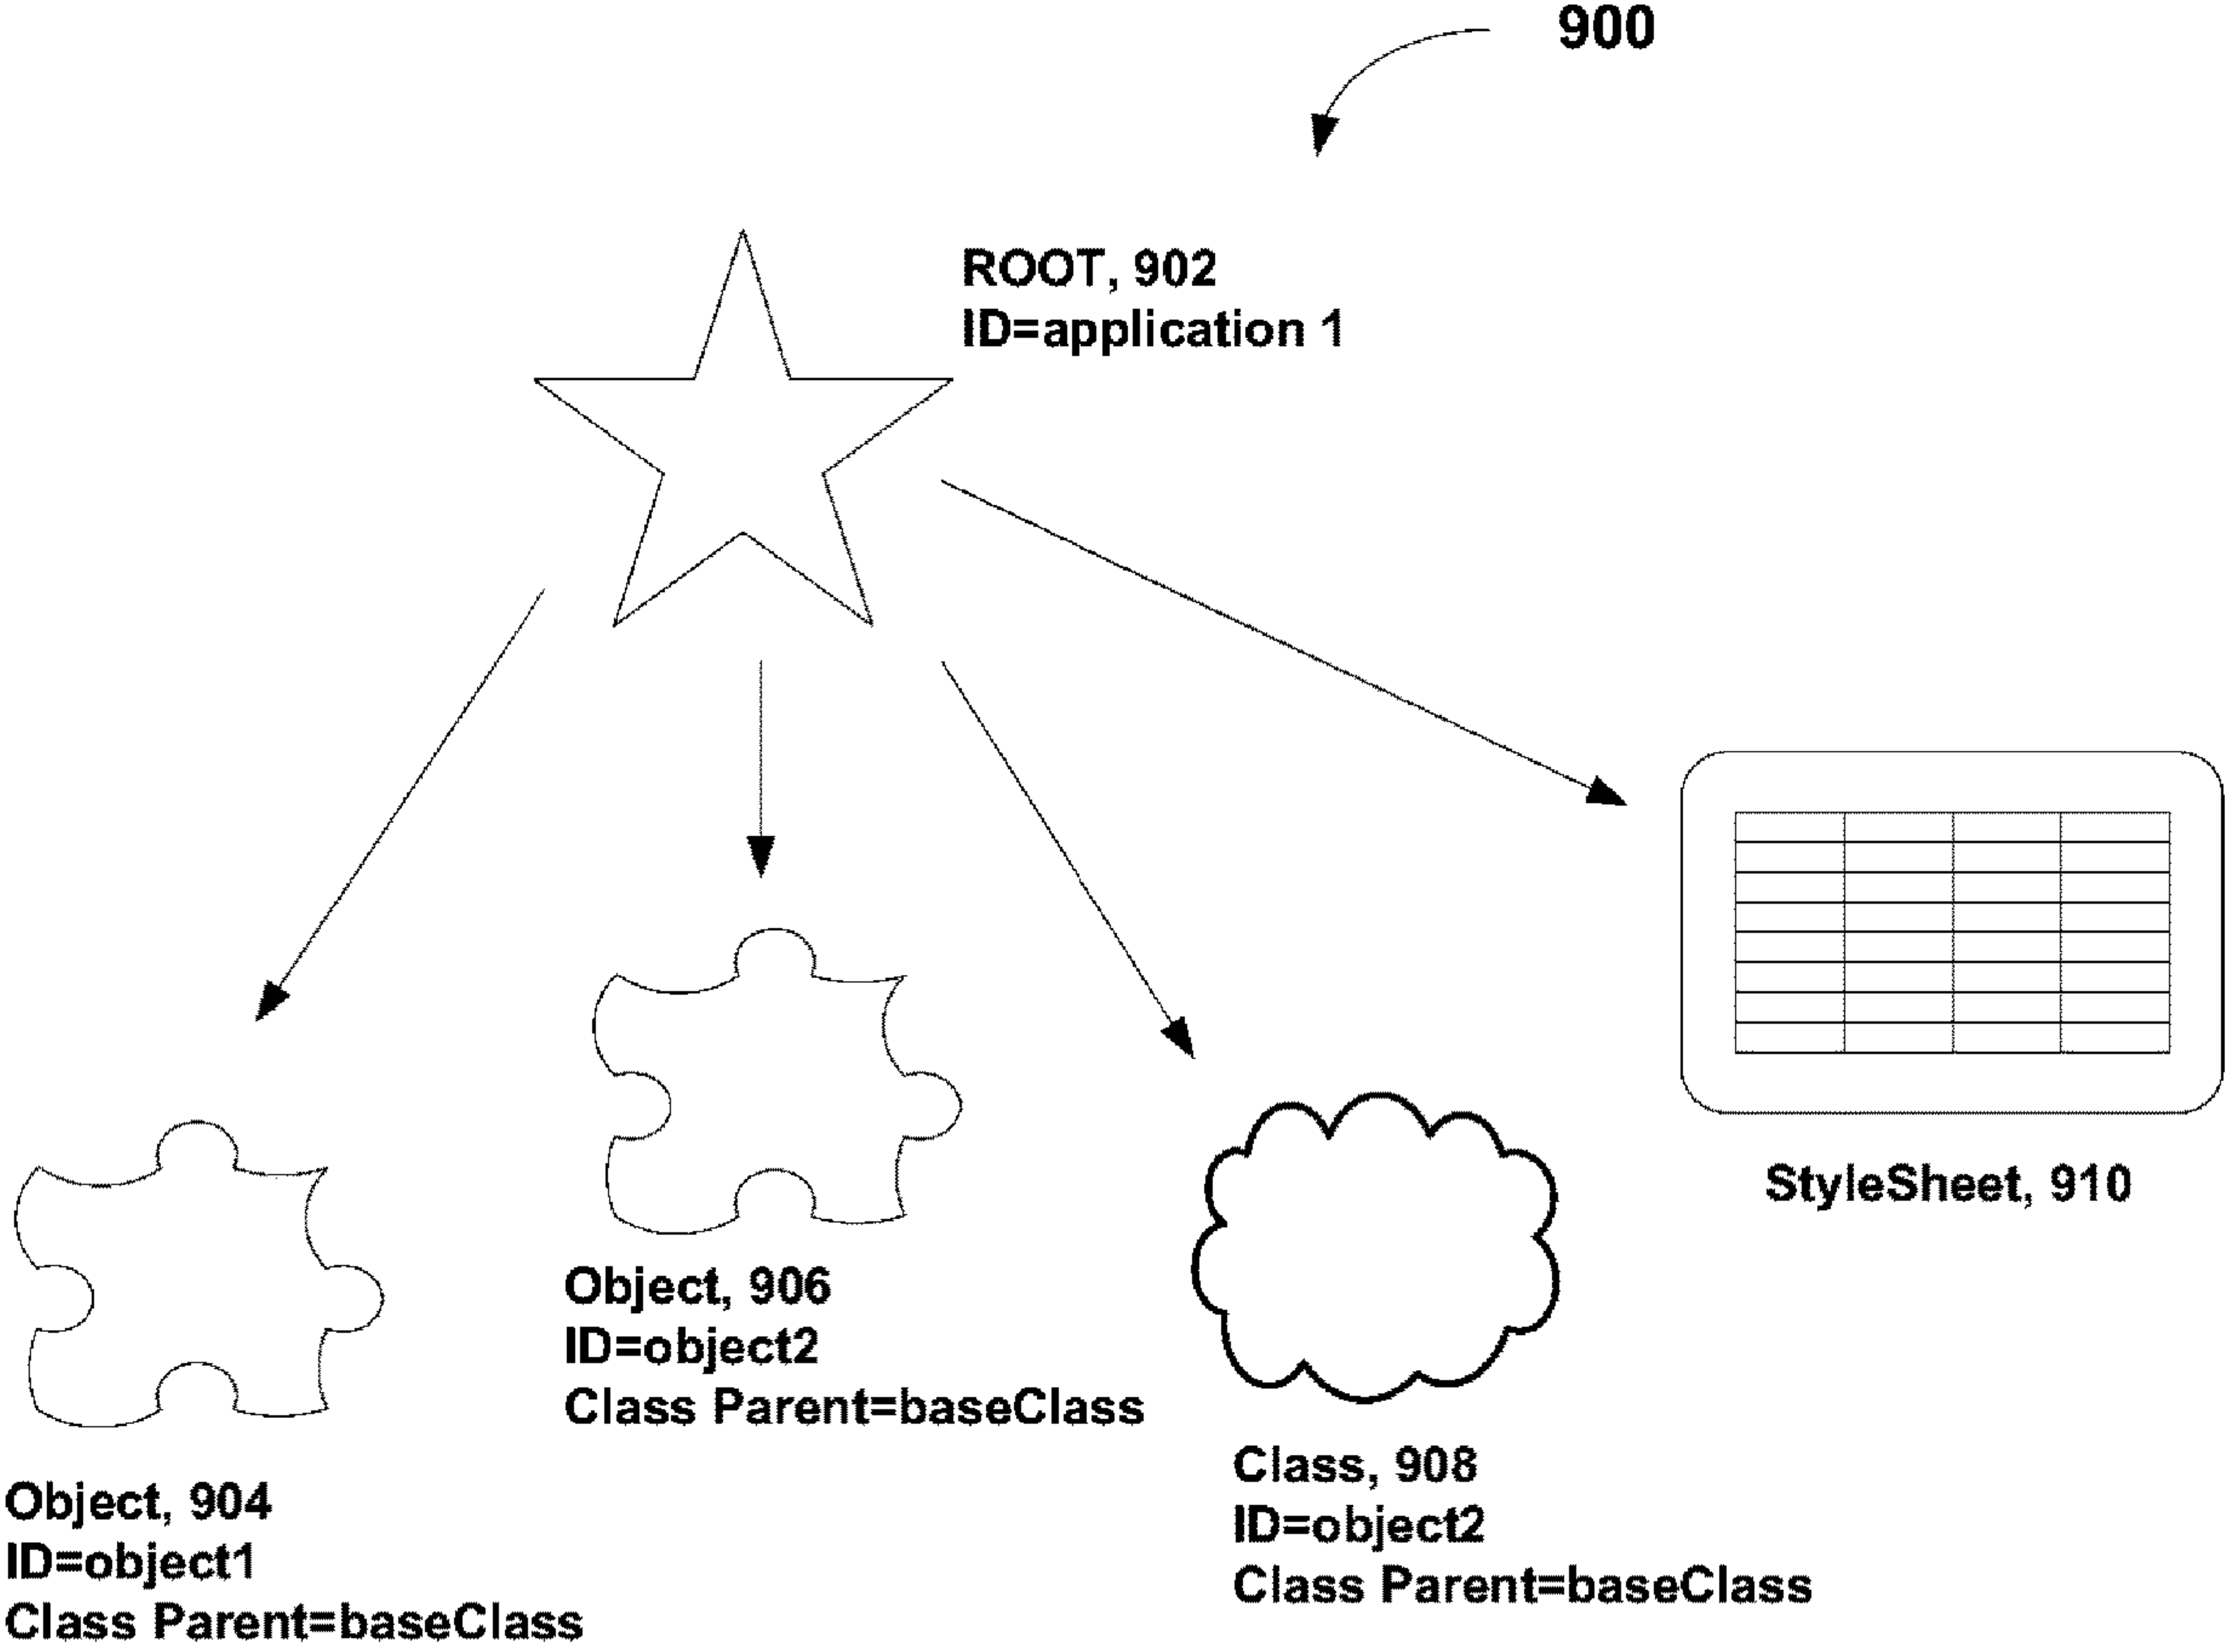 900
ROOT, 902
ID=application 1
StyleSheet, 910
Object, 906
ID=object2
Class Parent=baseClass
Class, 908
ID=object2
Class Parent=baseClass
Object, 904
ID=object1
Class Parent=baseClass